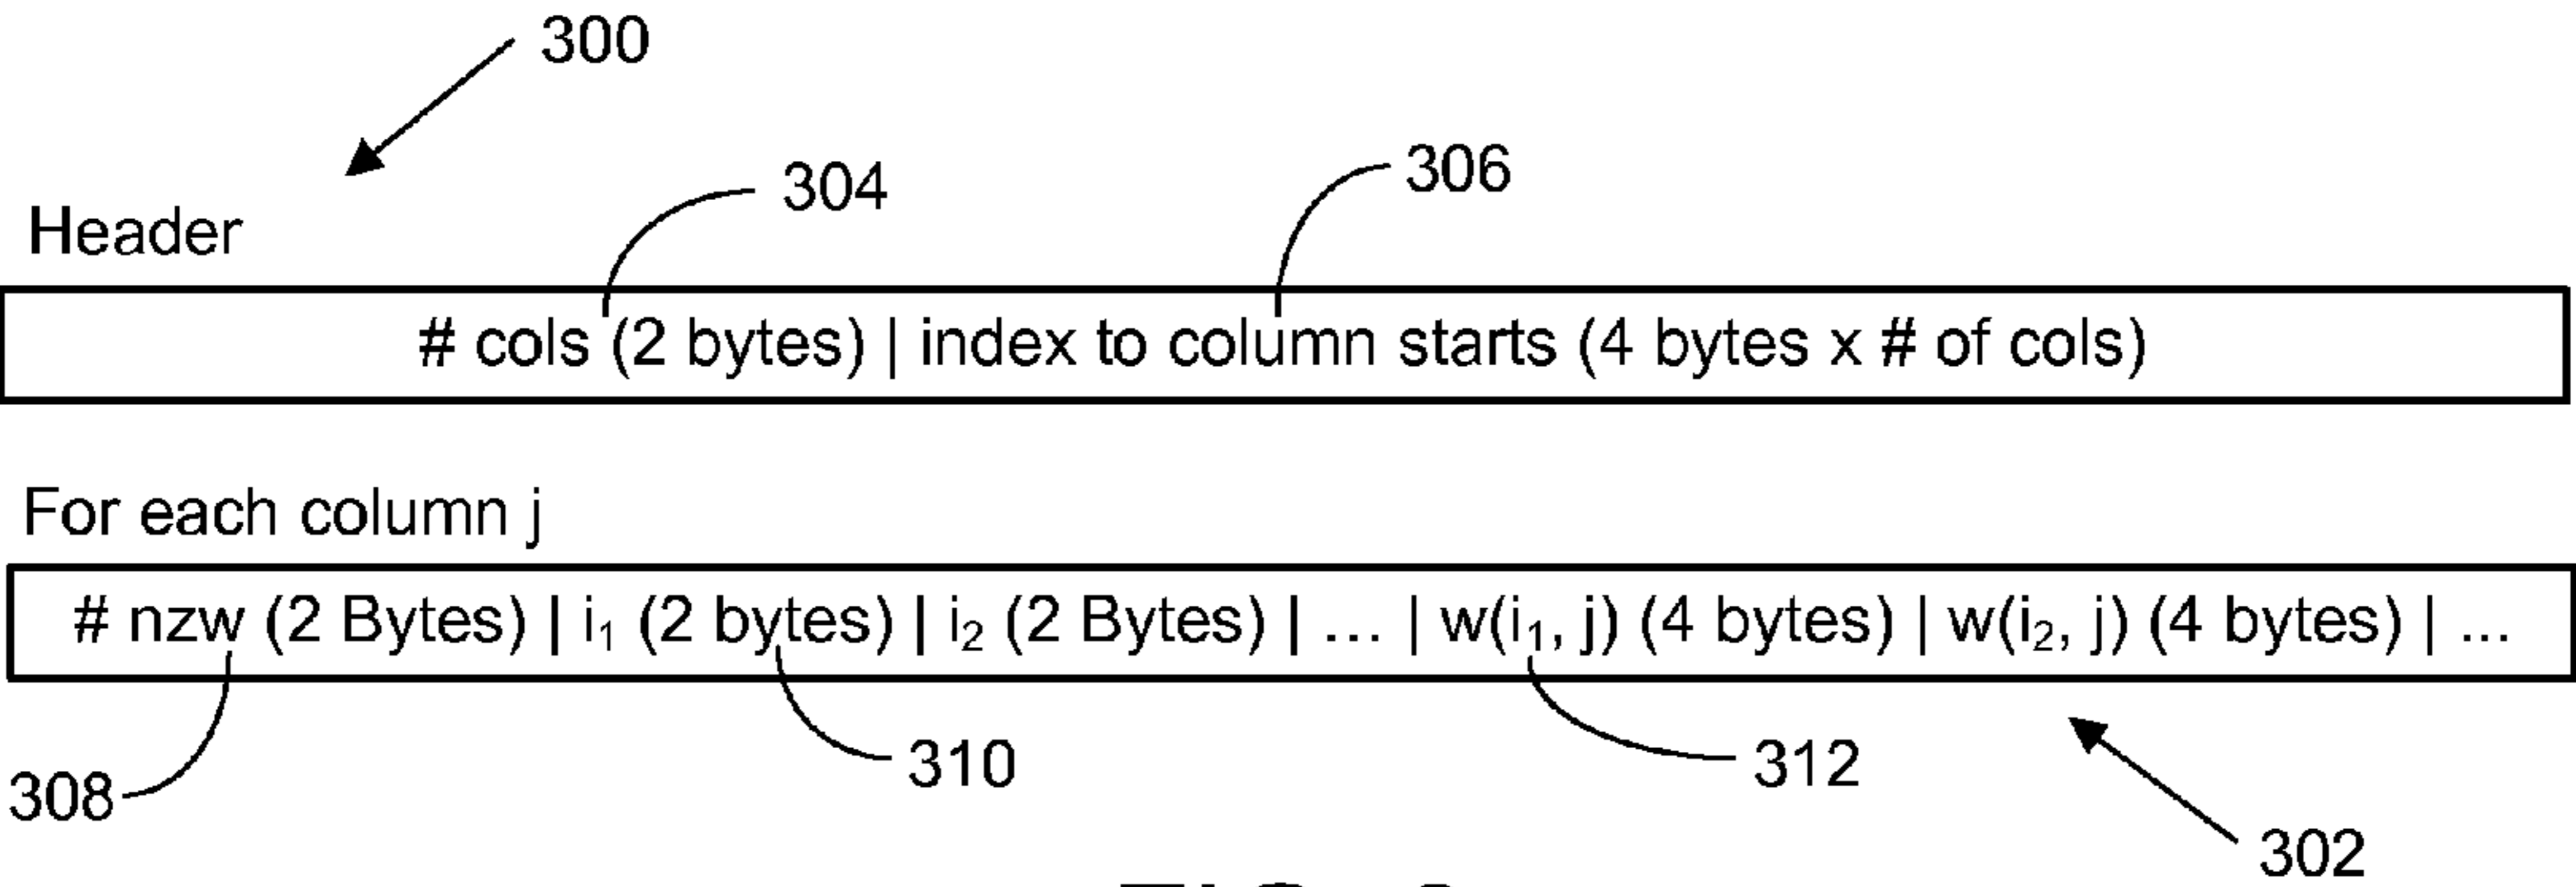 300
304
306
Header
# cols (2 bytes) | index to column starts (4 bytes x # of cols)
For each column j
# nzw (2 Bytes) | i₁ (2 bytes) | i₂ (2 Bytes) | ... | w(i₁, j) (4 bytes) | w(i₂, j) (4 bytes) | ...
308
310
312
302